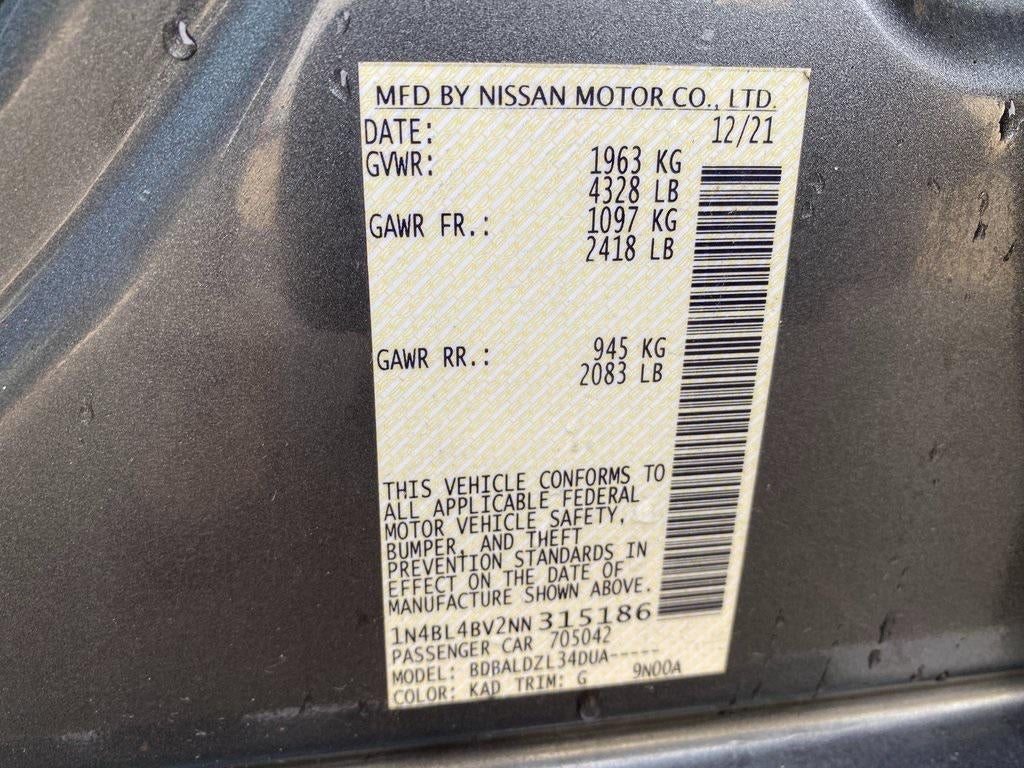 MFD BY NISSAN MOTOR CO., LTD.
DATE: 12/21
GVWR: 1963 KG
4328 LB
GAWR FR.: 1097 KG
2418 LB
GAWR RR.: 945 KG
2083 LB
THIS VEHICLE CONFORMS TO
ALL APPLICABLE FEDERAL
MOTOR VEHICLE SAFETY,
BUMPER, AND THEFT
PREVENTION STANDARDS IN
EFFECT ON THE DATE OF
MANUFACTURE SHOWN ABOVE.
1N4BL4BV2NN315186
PASSENGER CAR 705042
MODEL: BDBALDZL34DUA-----
COLOR: KAD TRIM: G 9N00A